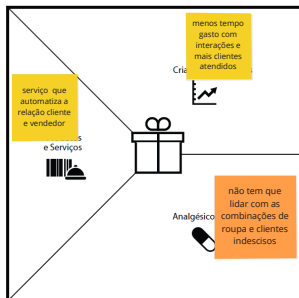 menos tempo
gasto com
interações e
mais clientes
atendidos
serviço que
automatiza a
relação cliente
e vendedor
e Serviços
não tem que
lidar com as
combinações de
roupa e clientes
indescisos
Analgésico